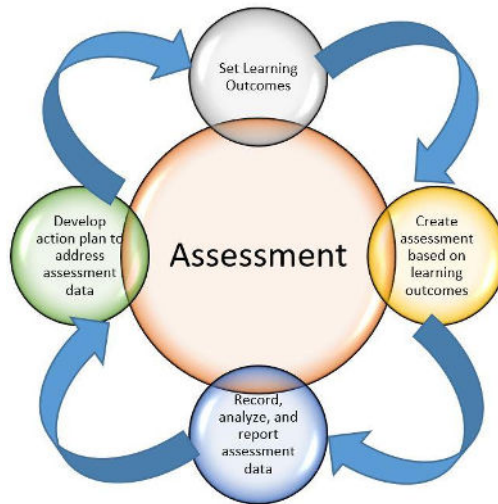 Set Learning
Outcomes
Assessment
Create
assessment
based on
learning
outcomes
Record,
analyze, and
report
assessment
data
Develop
action plan to
address
assessment
data